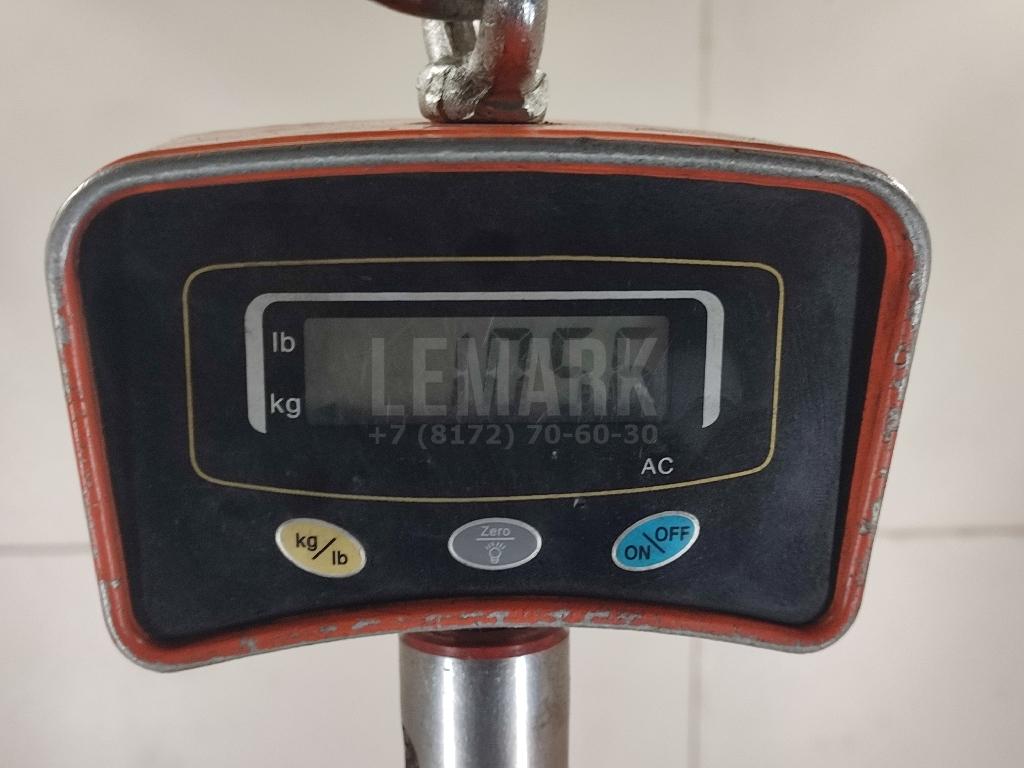 lb
LEMARK
kg
+7 (8172) 70-60-30
AC
kg/lb
Zero
ON/OFF